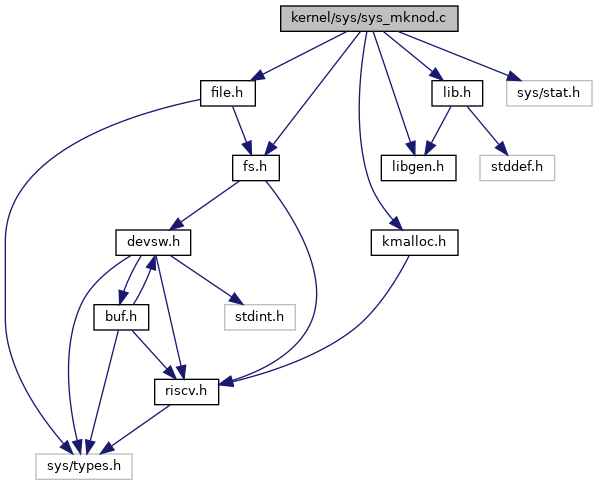 kernel/sys/sys_mknod.c
file.h
lib.h
sys/stat.h
fs.h
libgen.h
stddef.h
devsw.h
kmalloc.h
buf.h
stdint.h
riscv.h
sys/types.h